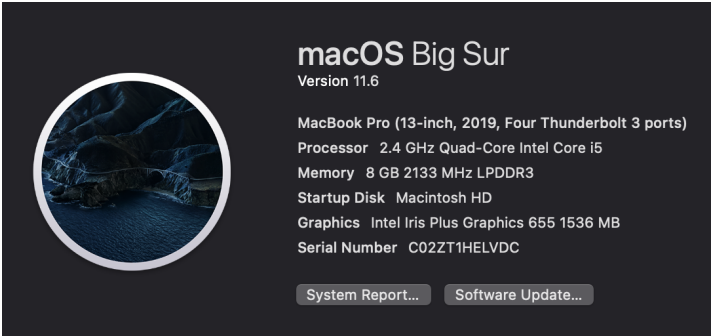 macOS Big Sur
Version 11.6
MacBook Pro (13-inch, 2019, Four Thunderbolt 3 ports)
Processor 2.4 GHz Quad-Core Intel Core i5
Memory 8 GB 2133 MHz LPDDR3
Startup Disk Macintosh HD
Graphics Intel Iris Plus Graphics 655 1536 MB
Serial Number C02ZT1HELVDC
System Report... Software Update...